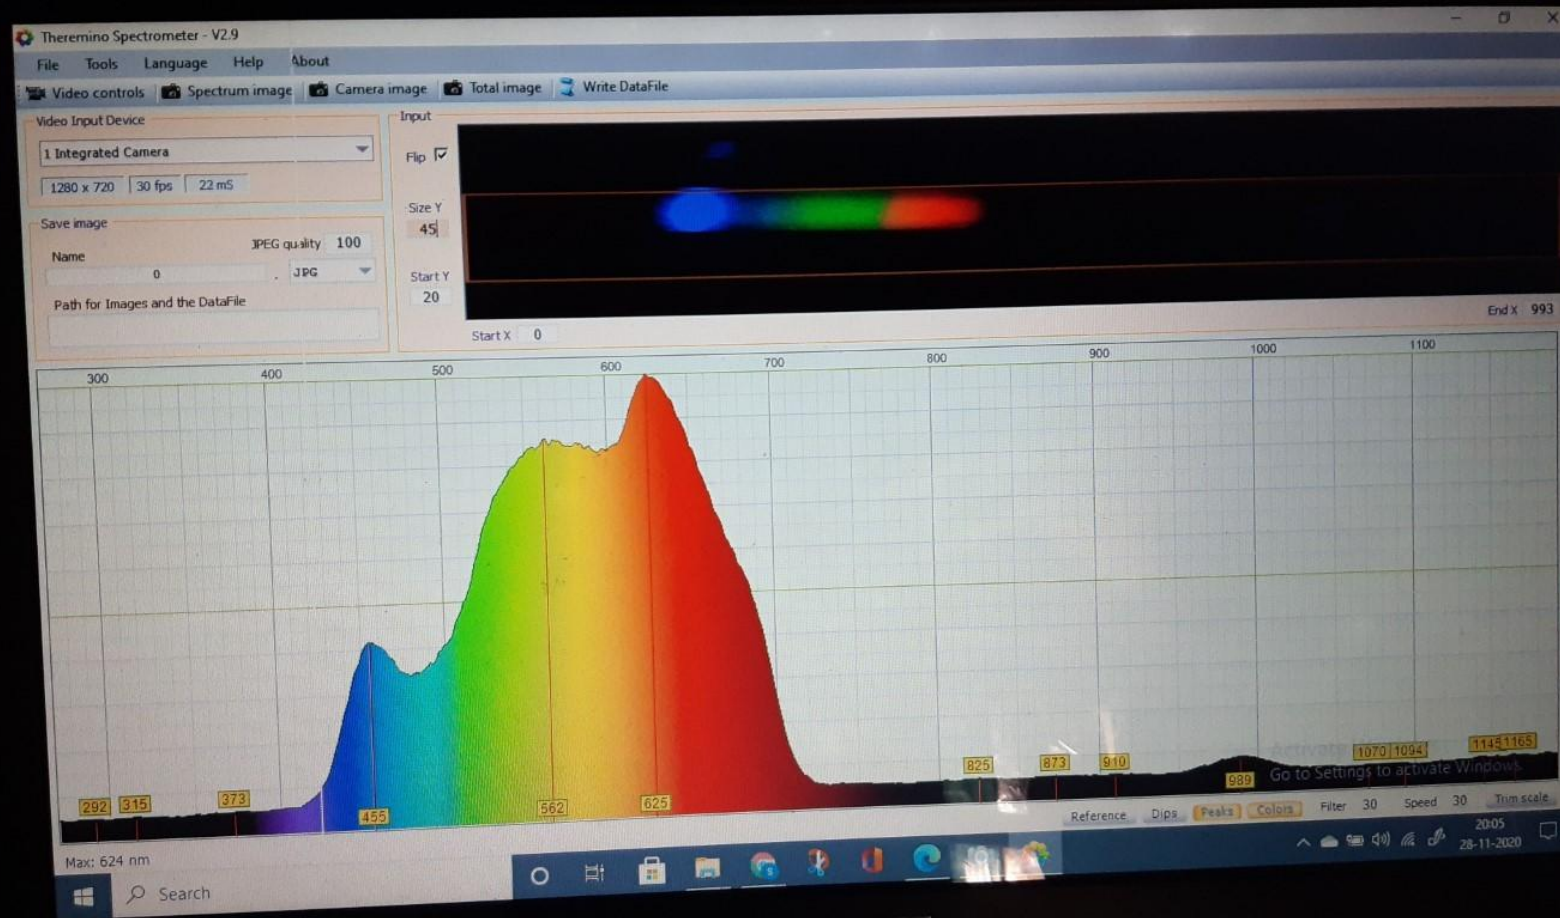 Theremino Spectrometer - V2.9
File Tools Language Help About
Video controls Spectrum image Camera image Total image Write DataFile
Video Input Device
1 Integrated Camera
1280 x 720 30 fps 22 mS
Save image
JPEG quality 100
Name
0 . JPG
Path for Images and the DataFile
Input
Flip
Size Y
45
Start Y
20
Start X 0
End X 993
300 400 500 600 700 800 900 1000 1100
292 315 373 455 562 625 825 873 910 989 1070 1094 1145 1165
Activate Windows
Go to Settings to activate Windows.
Reference Dips Peaks Colors Filter 30 Speed 30 Trim scale
Max: 624 nm
Search
20:05
28-11-2020